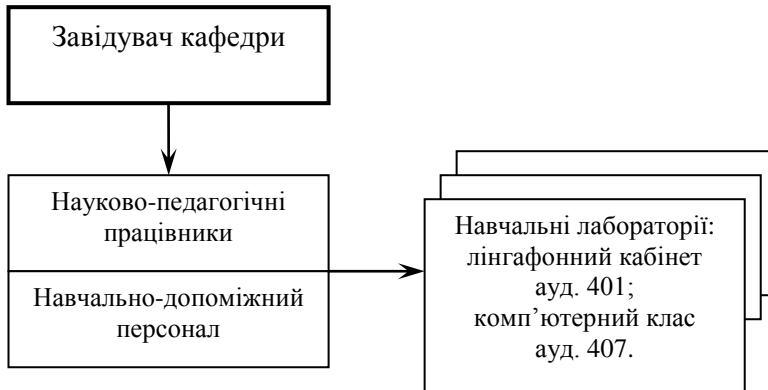 Завідувач кафедри
Науково-педагогічні
працівники
Навчально-допоміжний
персонал
Навчальні лабораторії:
лінгафонний кабінет
ауд. 401;
комп’ютерний клас
ауд. 407.